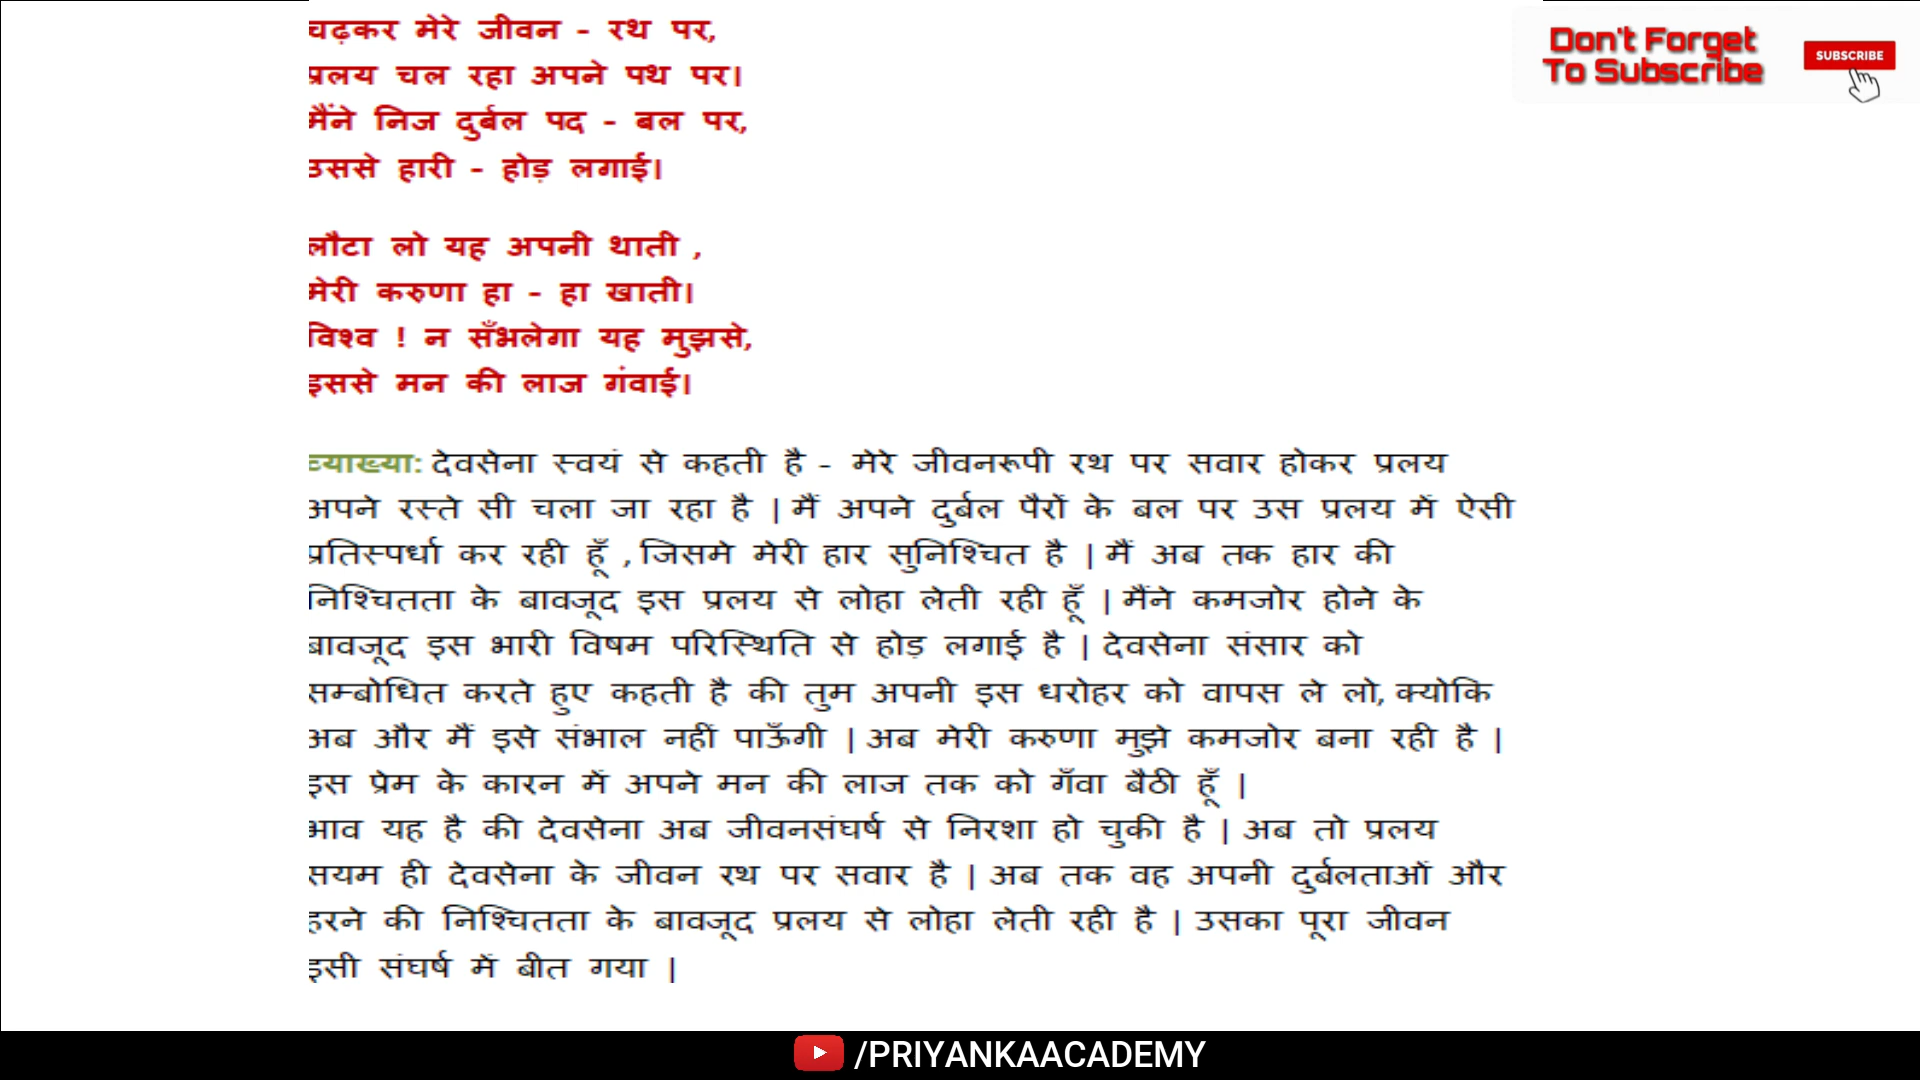 चढ़कर मेरे जीवन - रथ पर,
प्रलय चल रहा अपने पथ पर।
मैंने निज दुर्बल पद - बल पर,
उससे हारी - होड़ लगाई।
लौटा लो यह अपनी थाती ,
मेरी करुणा हा - हा खाती।
विश्व ! न सँभलेगा यह मुझसे,
इससे मन की लाज गंवाई।
व्याख्या: देवसेना स्वयं से कहती है - मेरे जीवनरूपी रथ पर सवार होकर प्रलय
अपने रस्ते सी चला जा रहा है | मैं अपने दुर्बल पैरों के बल पर उस प्रलय में ऐसी
प्रतिस्पर्धा कर रही हूँ , जिसमे मेरी हार सुनिश्चित है | मैं अब तक हार की
निश्चितता के बावजूद इस प्रलय से लोहा लेती रही हूँ | मैंने कमजोर होने के
बावजूद इस भारी विषम परिस्थिति से होड़ लगाई है | देवसेना संसार को
सम्बोधित करते हुए कहती है की तुम अपनी इस धरोहर को वापस ले लो, क्योकि
अब और मैं इसे संभाल नहीं पाऊँगी | अब मेरी करुणा मुझे कमजोर बना रही है |
इस प्रेम के कारन में अपने मन की लाज तक को गँवा बैठी हूँ |
भाव यह है की देवसेना अब जीवनसंघर्ष से निरशा हो चुकी है | अब तो प्रलय
सयम ही देवसेना के जीवन रथ पर सवार है | अब तक वह अपनी दुर्बलताओं और
हरने की निश्चितता के बावजूद प्रलय से लोहा लेती रही है | उसका पूरा जीवन
इसी संघर्ष में बीत गया |
Don't Forget
To Subscribe
SUBSCRIBE
/PRIYANKAACADEMY